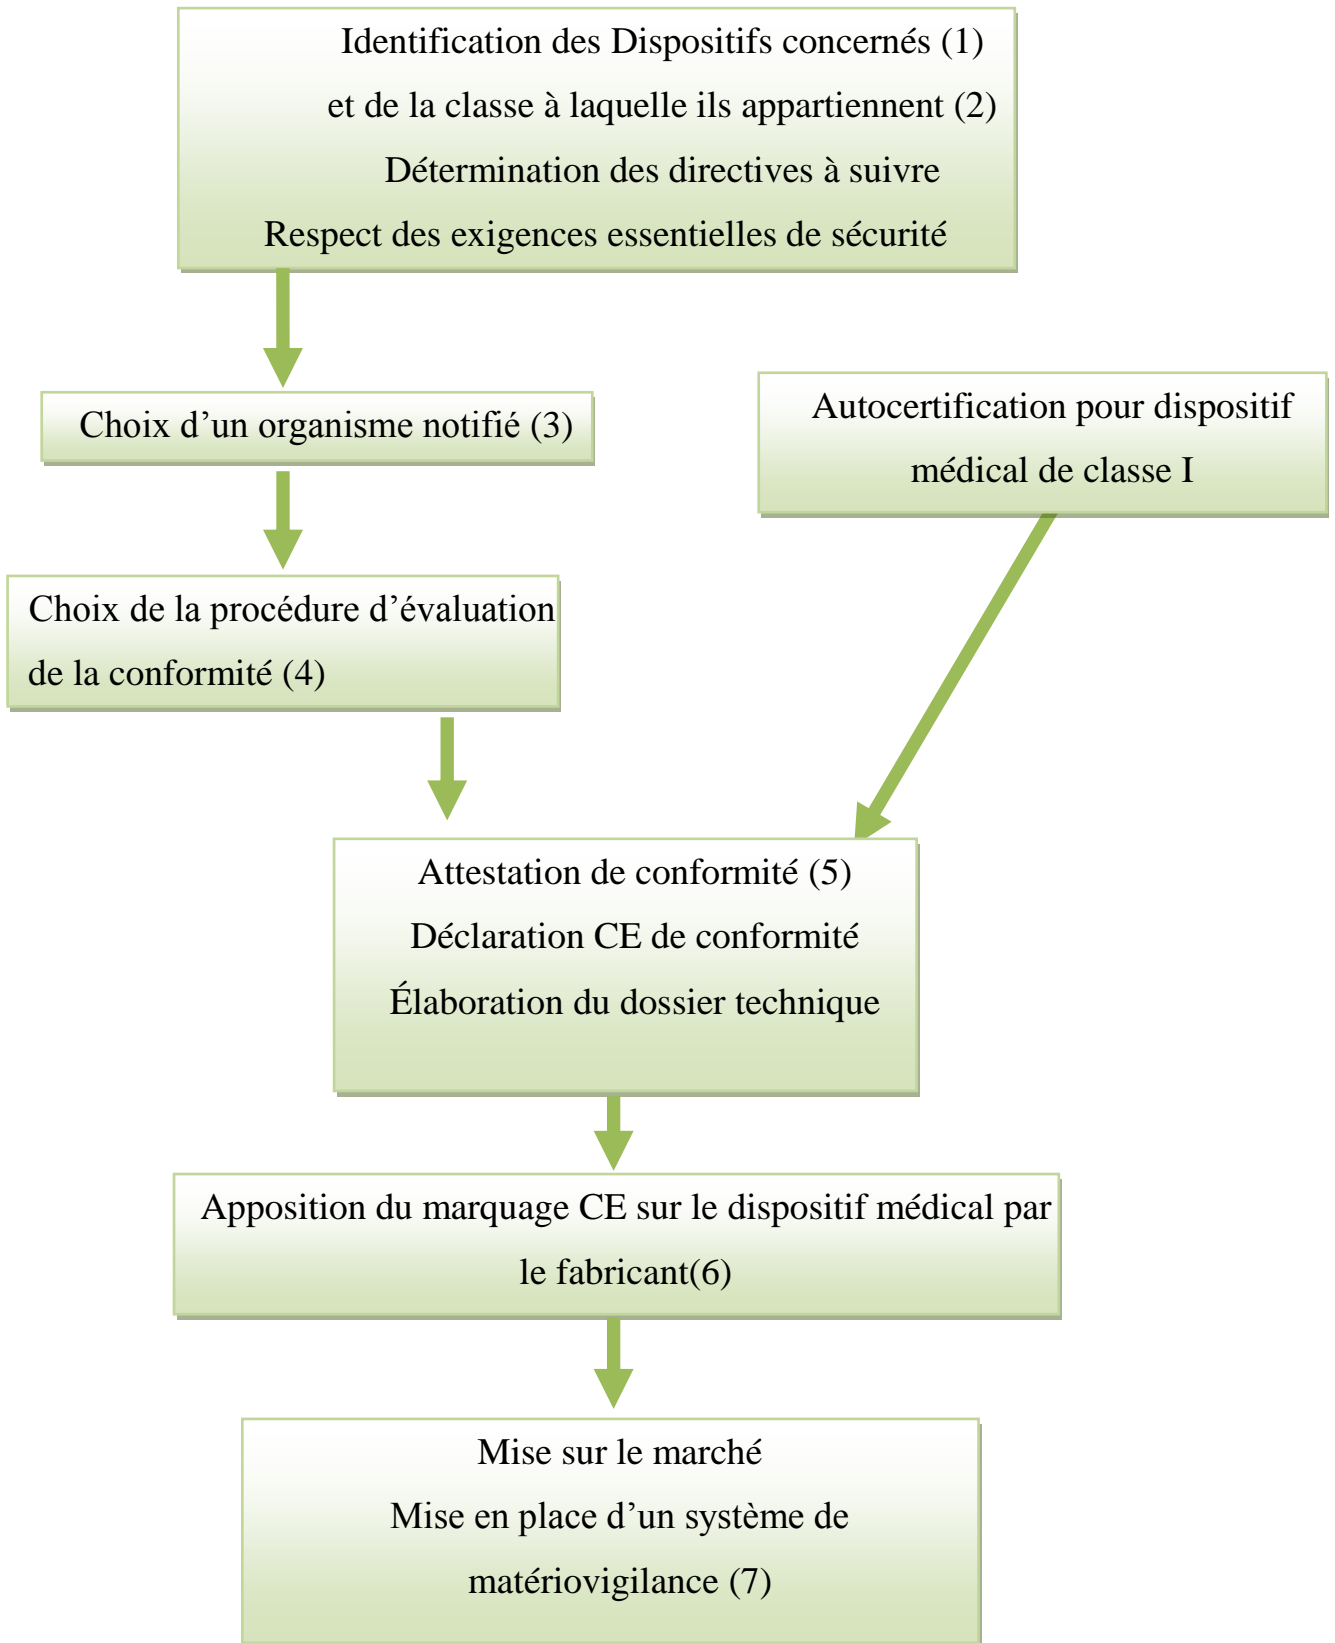 Identification des Dispositifs concernés (1)
et de la classe à laquelle ils appartiennent (2)
Détermination des directives à suivre
Respect des exigences essentielles de sécurité
Choix d’un organisme notifié (3)
Autocertification pour dispositif
médical de classe I
Choix de la procédure d’évaluation
de la conformité (4)
Attestation de conformité (5)
Déclaration CE de conformité
Élaboration du dossier technique
Apposition du marquage CE sur le dispositif médical par
le fabricant(6)
Mise sur le marché
Mise en place d’un système de
matériovigilance (7)